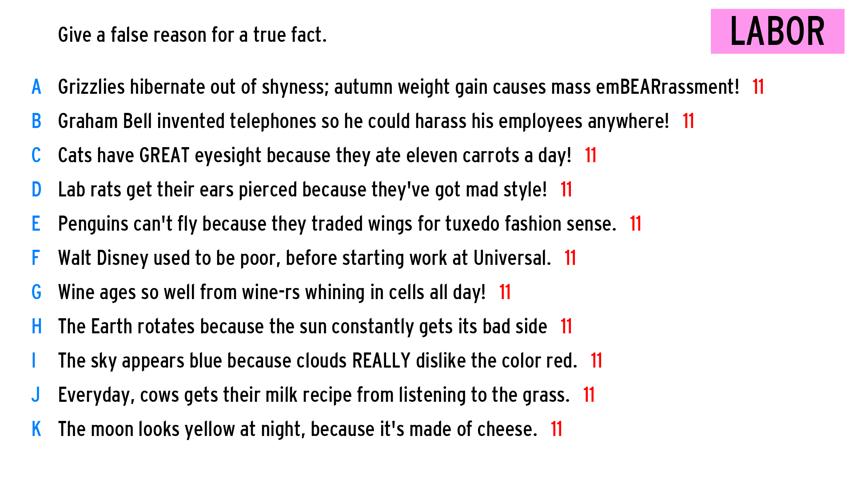 Give a false reason for a true fact.
LABOR
A Grizzlies hibernate out of shyness; autumn weight gain causes mass emBEARrassment! 11
B Graham Bell invented telephones so he could harass his employees anywhere! 11
C Cats have GREAT eyesight because they ate eleven carrots a day! 11
D Lab rats get their ears pierced because they've got mad style! 11
E Penguins can't fly because they traded wings for tuxedo fashion sense. 11
F Walt Disney used to be poor, before starting work at Universal. 11
G Wine ages so well from wine-rs whining in cells all day! 11
H The Earth rotates because the sun constantly gets its bad side 11
I The sky appears blue because clouds REALLY dislike the color red. 11
J Everyday, cows gets their milk recipe from listening to the grass. 11
K The moon looks yellow at night, because it's made of cheese. 11